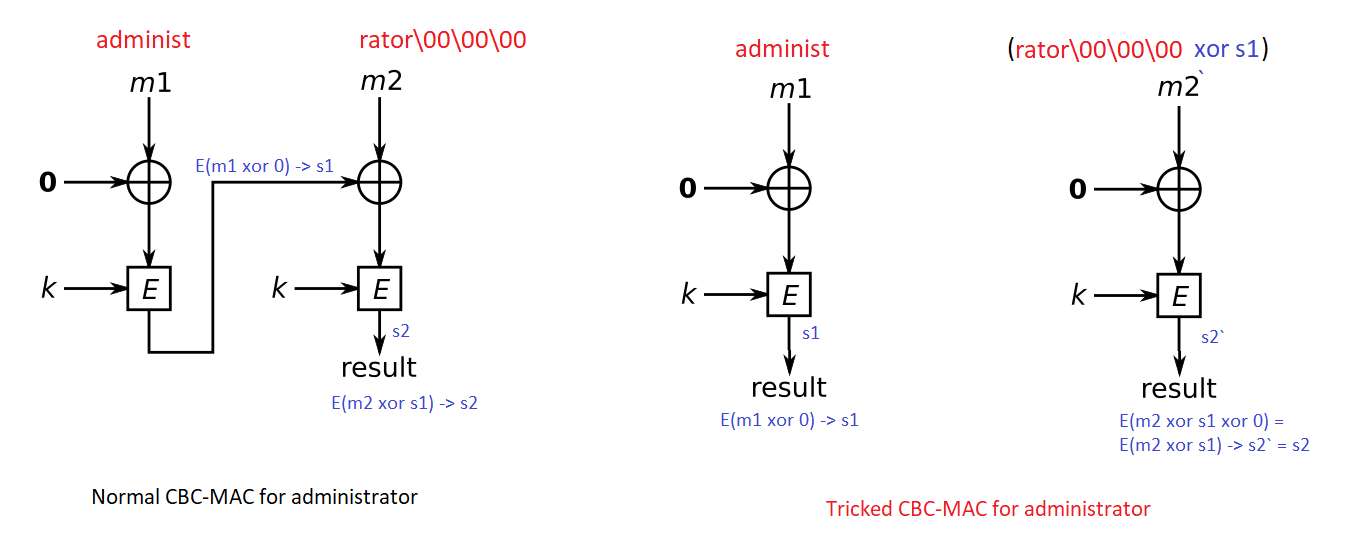 administ
m1
rator\00\00\00
m2
E(m1 xor 0) -> s1
0
k
E
k
E
s2
result
E(m2 xor s1) -> s2
Normal CBC-MAC for administrator
administ
m1
0
k
E
s1
result
E(m1 xor 0) -> s1
(rator\00\00\00 xor s1)
m2`
0
k
E
s2`
result
E(m2 xor s1 xor 0) =
E(m2 xor s1) -> s2` = s2
Tricked CBC-MAC for administrator